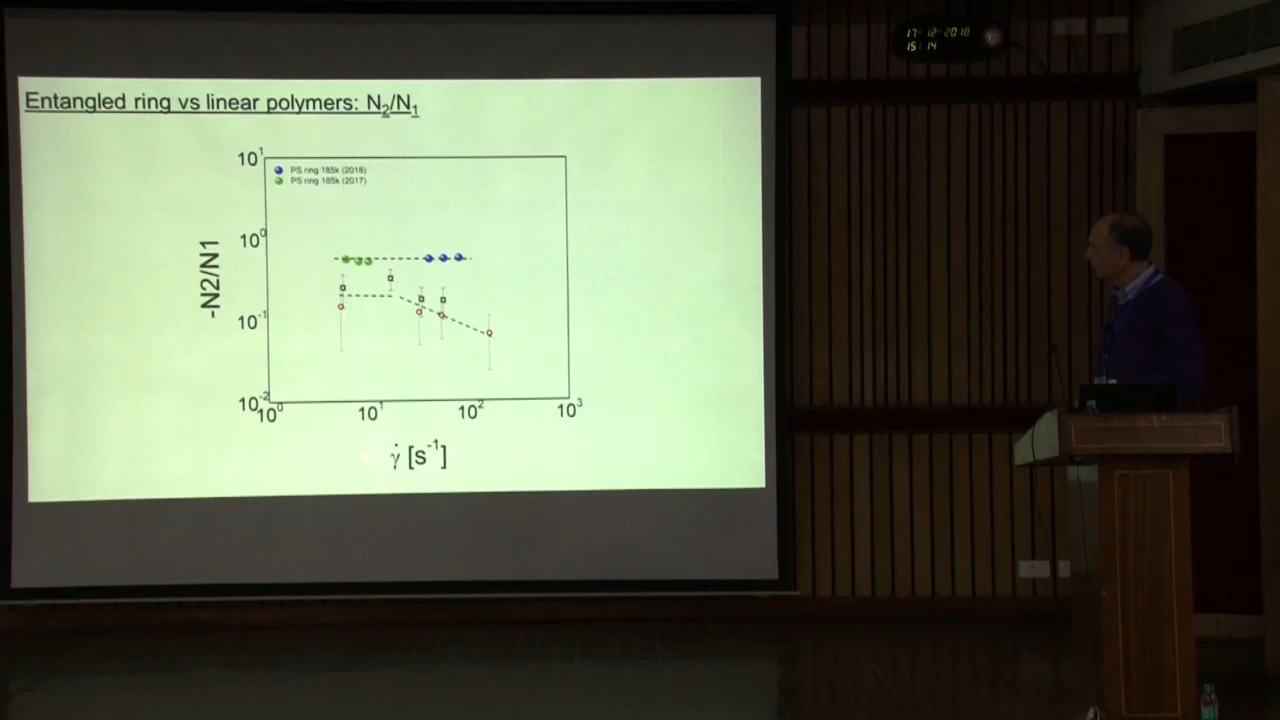 Entangled ring vs linear polymers: N2/N1
10^1
PS ring 185k (2018)
PS ring 185k (2017)
10^0
-N2/N1
10^-1
10^-2
10^0 10^1 10^2 10^3
γ̇ [s^-1]
17-12-2018
15:14